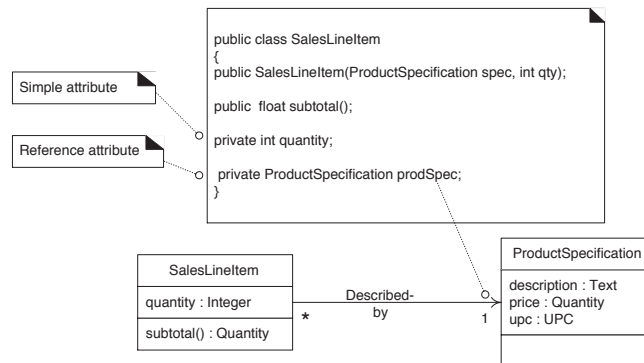 public class SalesLineItem
{
public SalesLineItem(ProductSpecification spec, int qty);
Simple attribute
public float subtotal();
private int quantity;
Reference attribute
private ProductSpecification prodSpec;
}
ProductSpecification
SalesLineItem
description : Text
quantity : Integer
Described-
price : Quantity
by
*
1
upc : UPC
subtotal() : Quantity